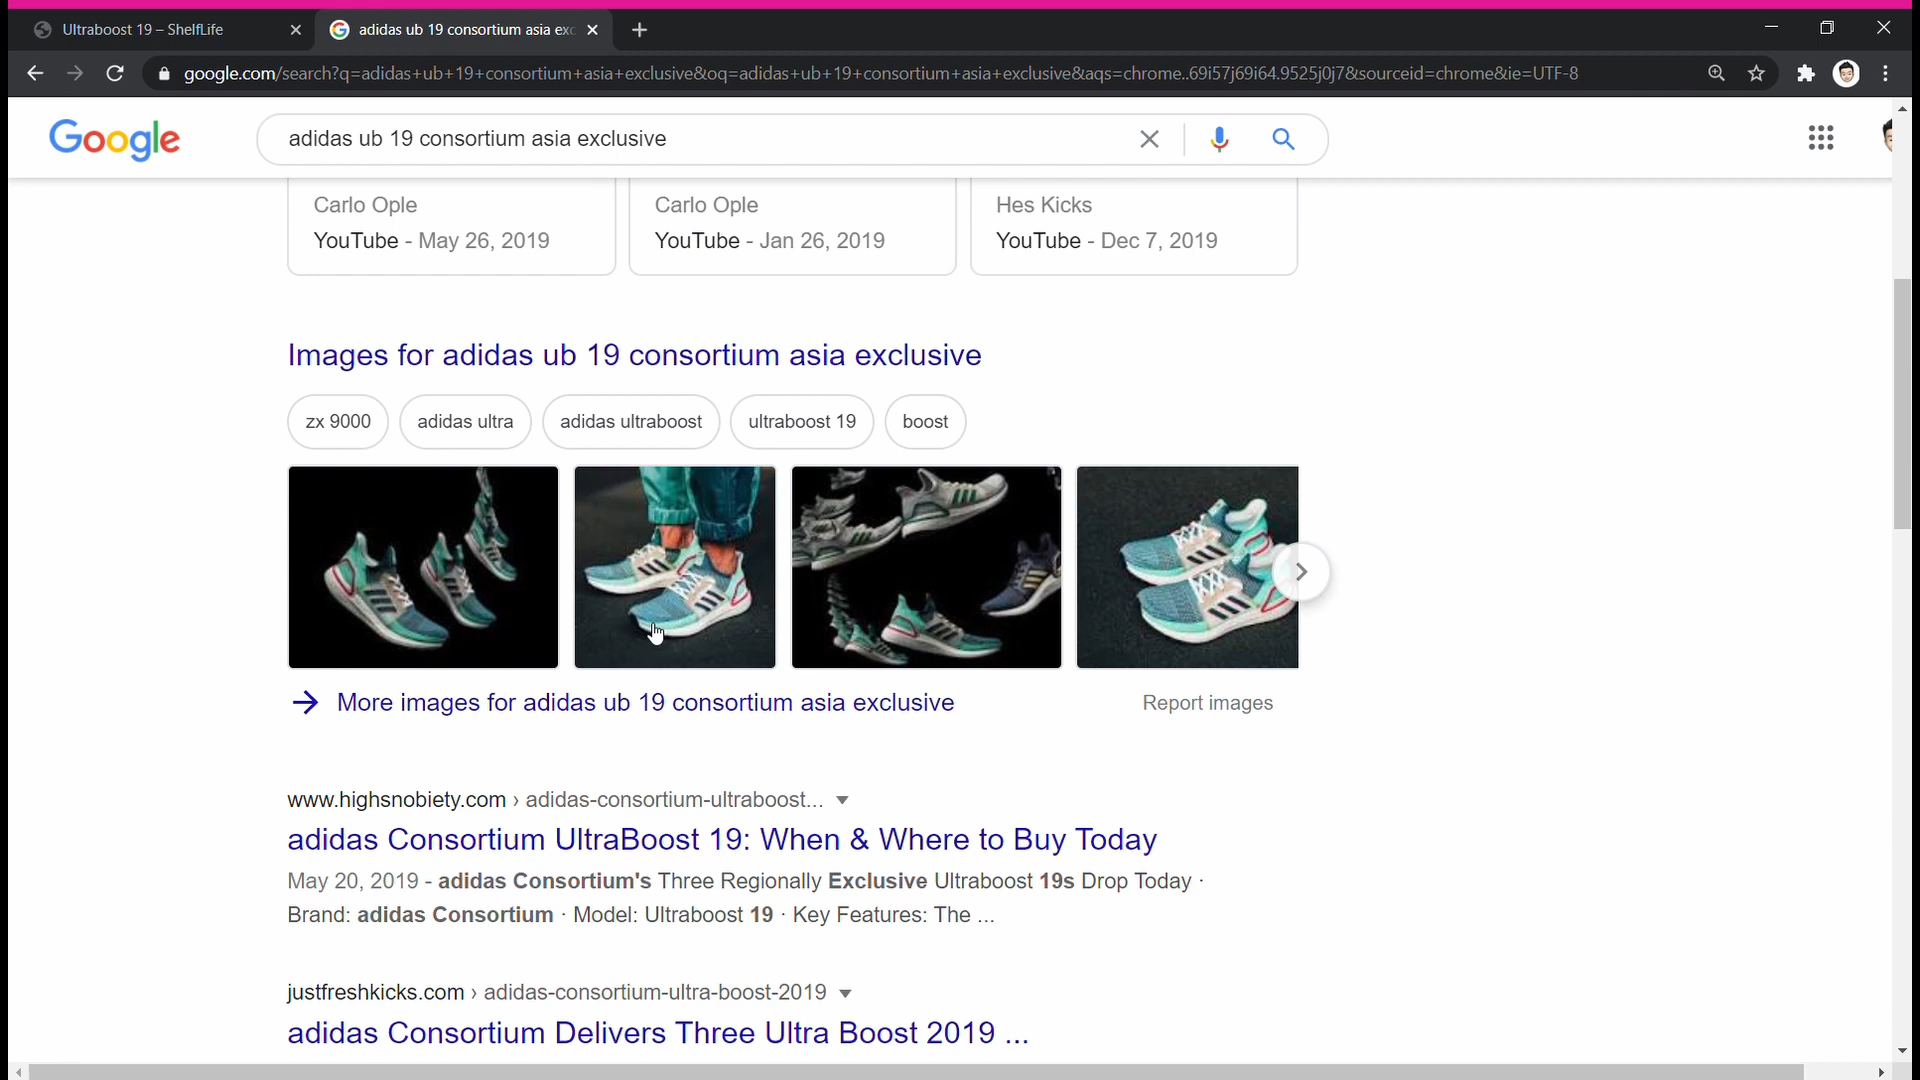 Ultraboost 19 – ShelfLife
adidas ub 19 consortium asia exc
google.com/search?q=adidas+ub+19+consortium+asia+exclusive&oq=adidas+ub+19+consortium+asia+exclusive&aqs=chrome..69i57j69i64.9525j0j7&sourceid=chrome&ie=UTF-8
Google
adidas ub 19 consortium asia exclusive
Carlo Ople
YouTube - May 26, 2019
Carlo Ople
YouTube - Jan 26, 2019
Hes Kicks
YouTube - Dec 7, 2019
Images for adidas ub 19 consortium asia exclusive
zx 9000
adidas ultra
adidas ultraboost
ultraboost 19
boost
More images for adidas ub 19 consortium asia exclusive
Report images
www.highsnobiety.com › adidas-consortium-ultraboost...
adidas Consortium UltraBoost 19: When & Where to Buy Today
May 20, 2019 - adidas Consortium's Three Regionally Exclusive Ultraboost 19s Drop Today ·
Brand: adidas Consortium · Model: Ultraboost 19 · Key Features: The ...
justfreshkicks.com › adidas-consortium-ultra-boost-2019
adidas Consortium Delivers Three Ultra Boost 2019 ...